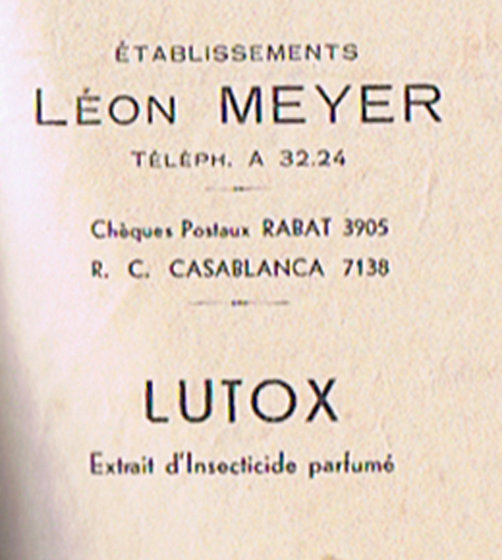 ÉTABLISSEMENTS
LÉON MEYER
TÉLÉPH. A 32.24
Chèques Postaux RABAT 3905
R. C. CASABLANCA 7138
LUTOX
Extrait d'Insecticide parfumé